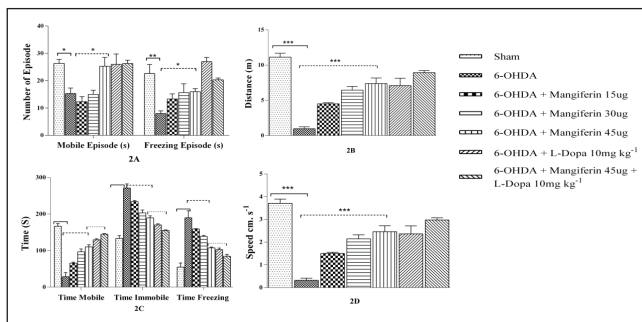 Number of Episode
40
30
20
10
0
*
*
**
*
Mobile Episode (s)
Freezing Episode (s)
2A
Distance (m)
15
10
5
0
***
***
2B
Sham
6-OHDA
6-OHDA + Mangiferin 15ug
6-OHDA + Mangiferin 30ug
6-OHDA + Mangiferin 45ug
6-OHDA + L-Dopa 10mg kg⁻¹
6-OHDA + Mangiferin 45ug +
L-Dopa 10mg kg⁻¹
Time (S)
300
200
100
0
Time Mobile
Time Immobile
Time Freezing
2C
Speed cm. s⁻¹
5
4
3
2
1
0
***
***
2D